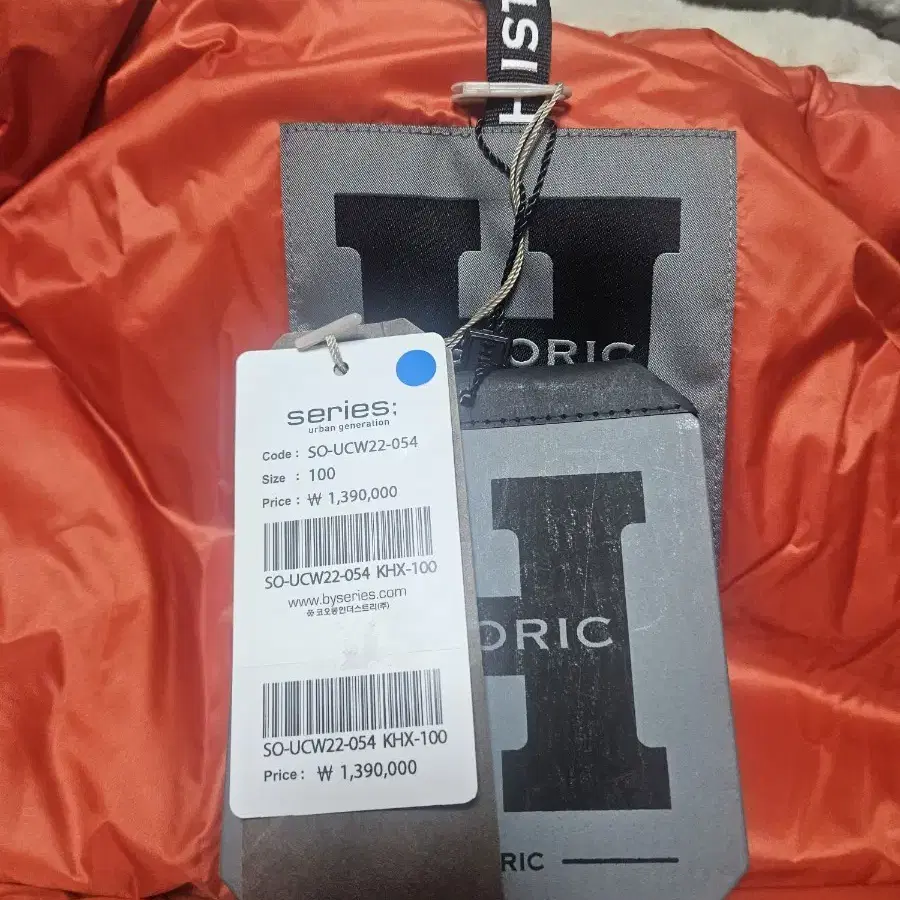 HIST
ORIC
series;
urban generation
Code : SO-UCW22-054
Size : 100
Price : ₩ 1,390,000
SO-UCW22-054 KHX-100
www.byseries.com
코오롱인더스트리(주)
SO-UCW22-054 KHX-100
Price : ₩ 1,390,000
ORIC
RIC